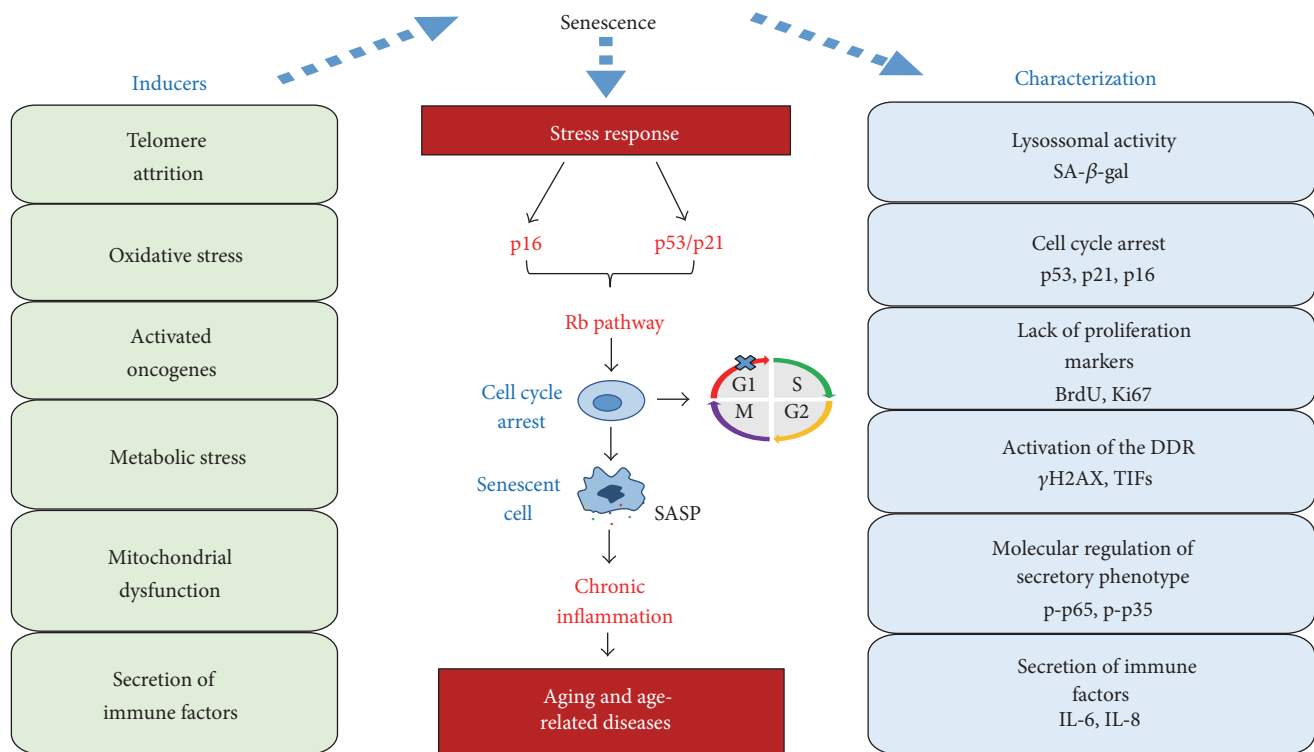 Senescence
Inducers
Telomere
attrition
Oxidative stress
Activated
oncogenes
Metabolic stress
Mitochondrial
dysfunction
Secretion of
immune factors
Stress response
p16
p53/p21
Rb pathway
Cell cycle
arrest
G1
S
M
G2
Senescent
cell
SASP
Chronic
inflammation
Aging and age-
related diseases
Characterization
Lysossomal activity
SA-β-gal
Cell cycle arrest
p53, p21, p16
Lack of proliferation
markers
BrdU, Ki67
Activation of the DDR
γH2AX, TIFs
Molecular regulation of
secretory phenotype
p-p65, p-p35
Secretion of immune
factors
IL-6, IL-8